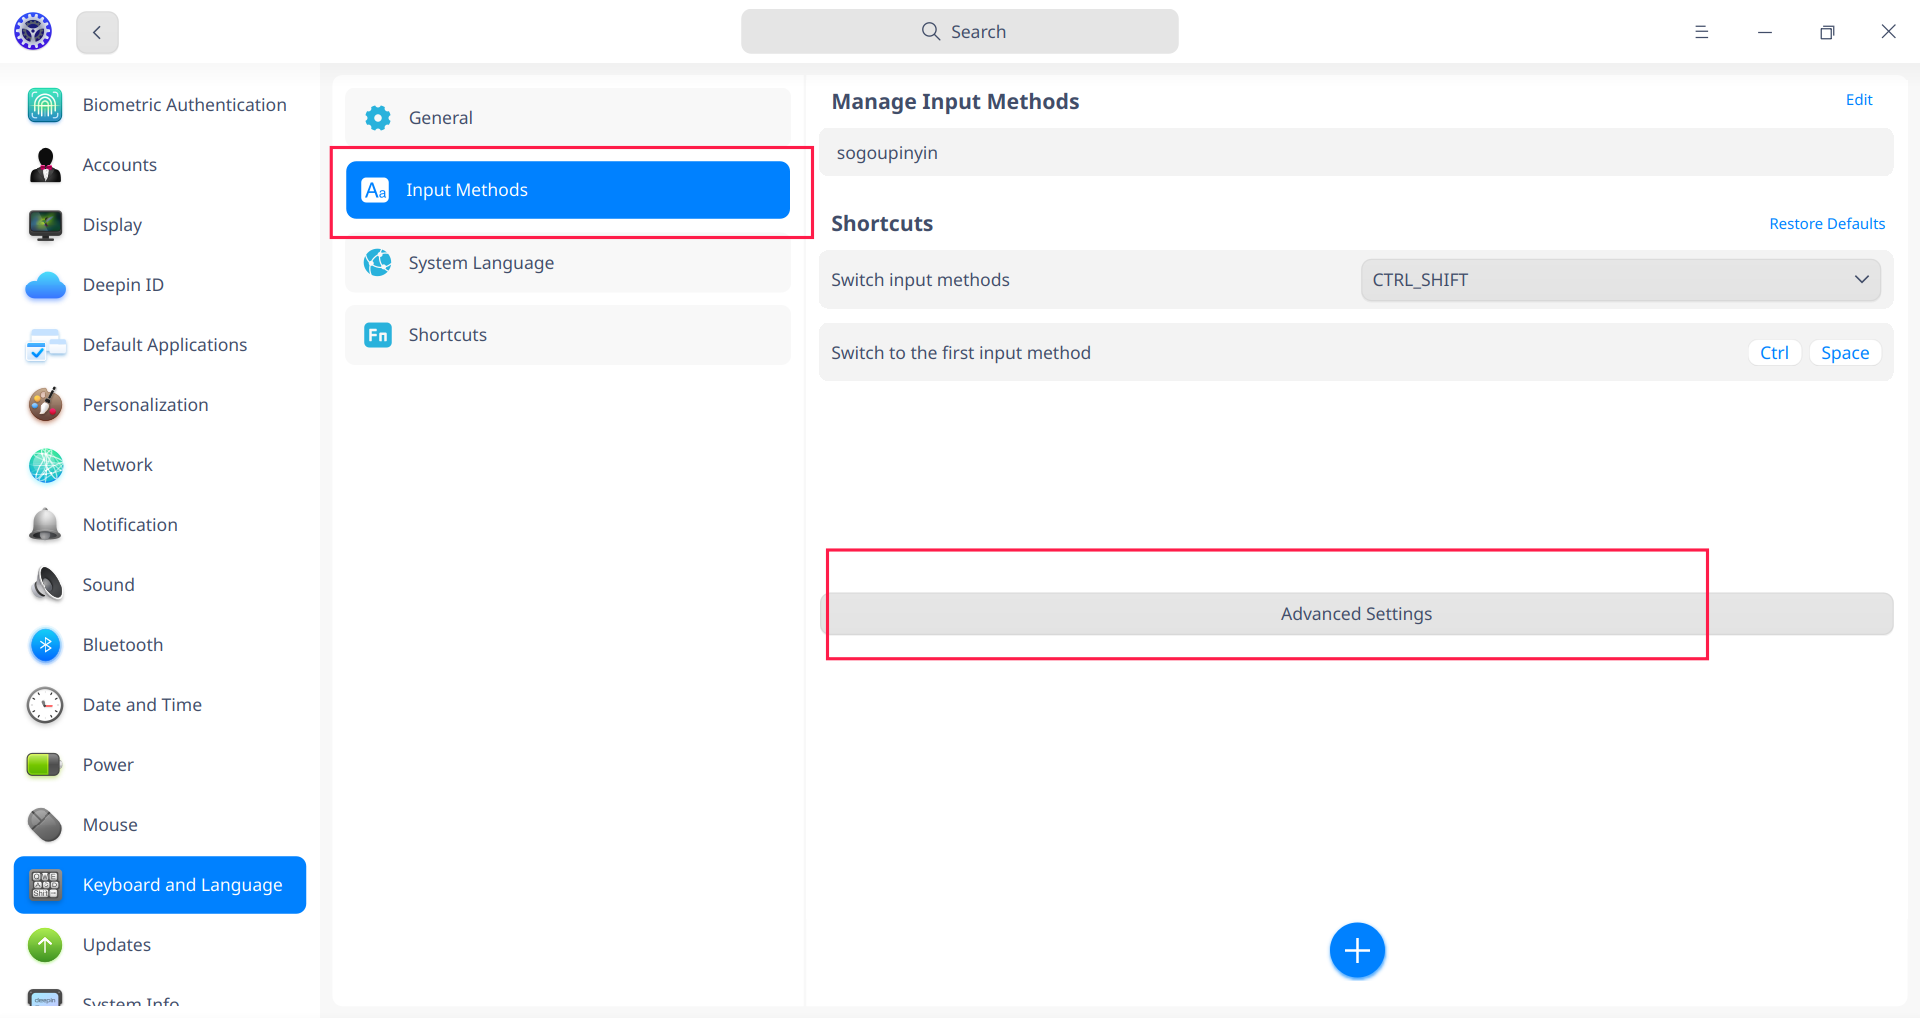 Search
Biometric Authentication
Accounts
Display
Deepin ID
Default Applications
Personalization
Network
Notification
Sound
Bluetooth
Date and Time
Power
Mouse
Keyboard and Language
Updates
System Info
General
Input Methods
System Language
Fn Shortcuts
Manage Input Methods Edit
sogoupinyin
Shortcuts Restore Defaults
Switch input methods CTRL_SHIFT
Switch to the first input method Ctrl Space
Advanced Settings